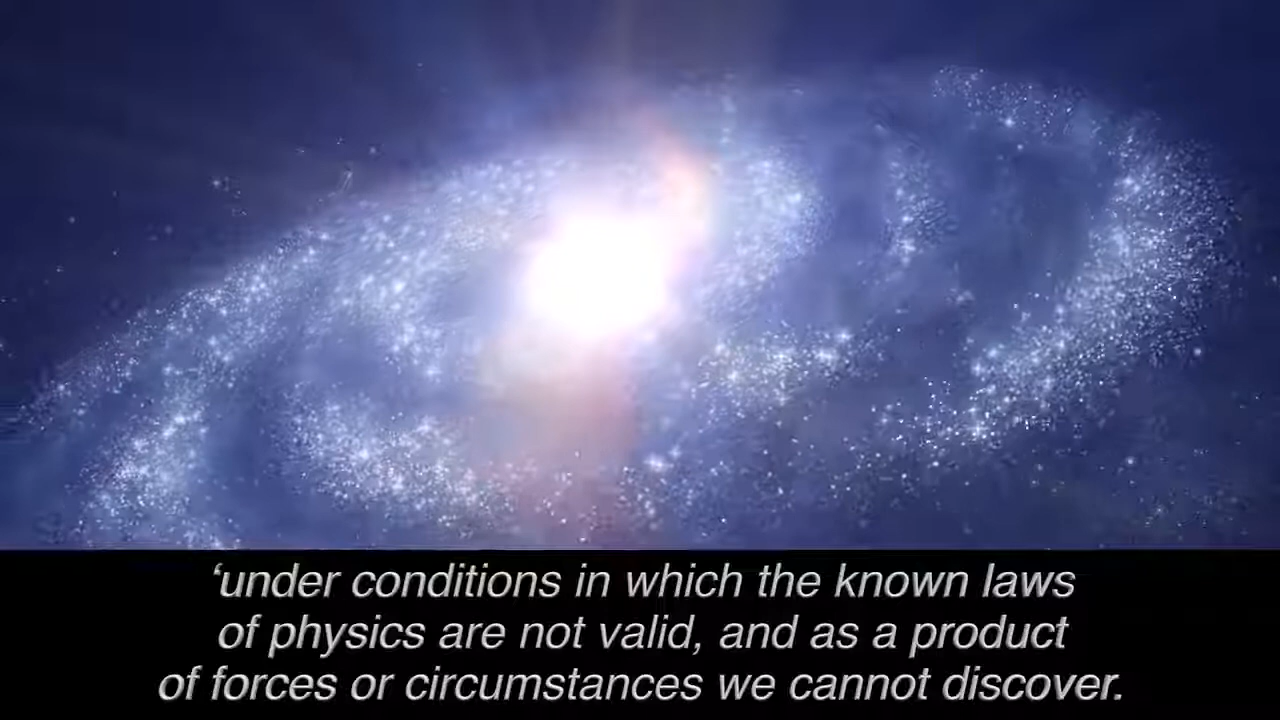 ‘under conditions in which the known laws
of physics are not valid, and as a product
of forces or circumstances we cannot discover.